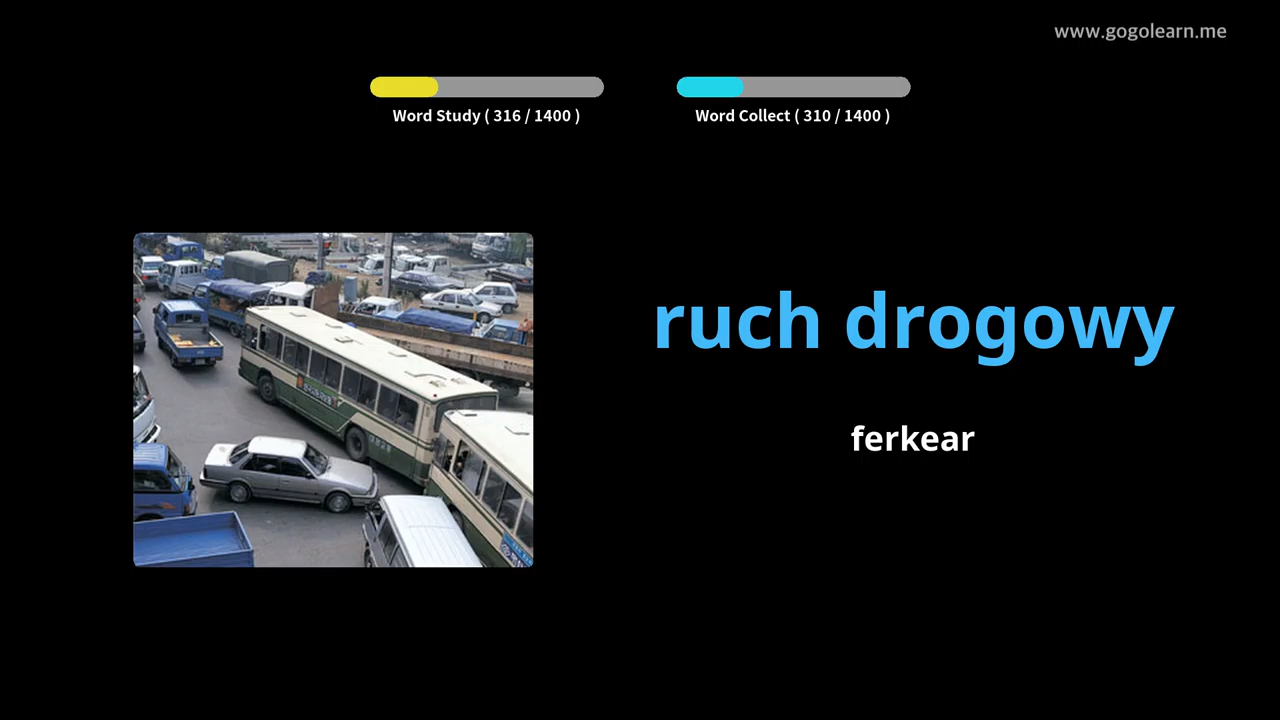 www.gogolearn.me
Word Study ( 316 / 1400 )
Word Collect ( 310 / 1400 )
ruch drogowy
ferkear